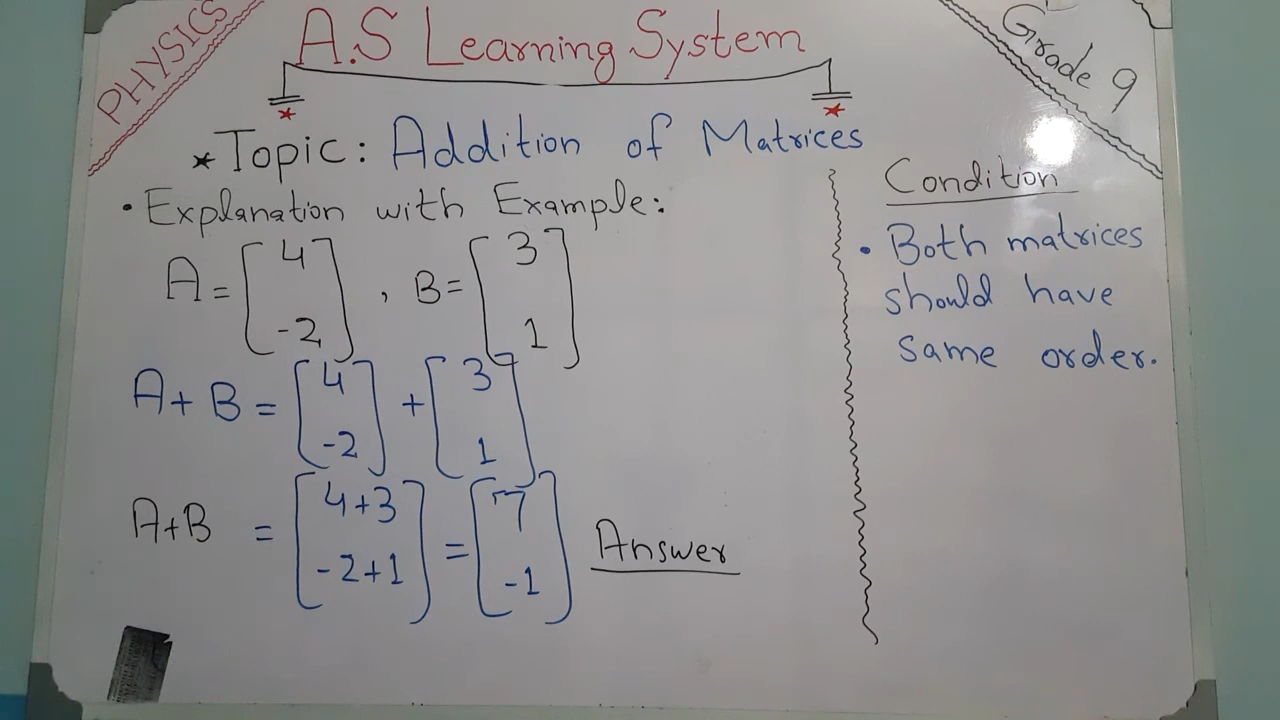 PHYSICS
A.S Learning System
Grade 9
* Topic: Addition of Matrices
• Explanation with Example:
A = [4 -2], B = [3 1]
A + B = [4 -2] + [3 1]
A+B = [4+3 -2+1] = [7 -1] Answer
Condition
• Both matrices
should have
same order.